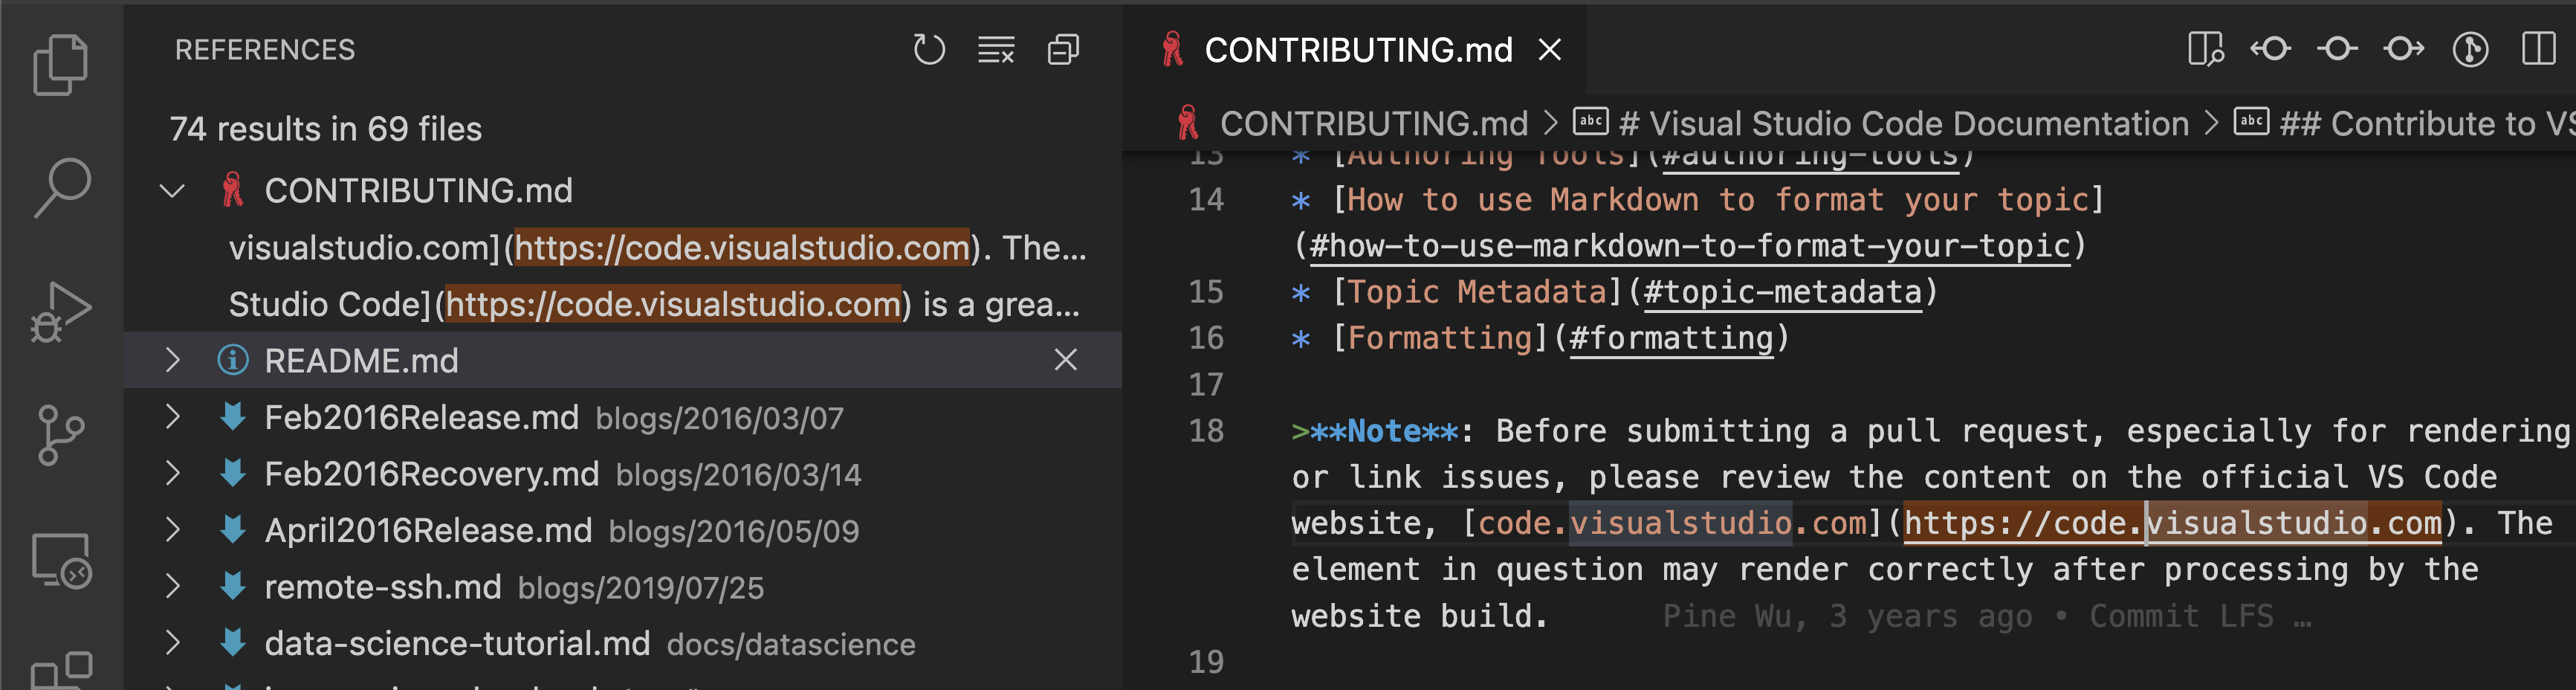 REFERENCES
74 results in 69 files
CONTRIBUTING.md
visualstudio.com](https://code.visualstudio.com). The...
Studio Code](https://code.visualstudio.com) is a grea...
README.md
Feb2016Release.md blogs/2016/03/07
Feb2016Recovery.md blogs/2016/03/14
April2016Release.md blogs/2016/05/09
remote-ssh.md blogs/2019/07/25
data-science-tutorial.md docs/datascience
CONTRIBUTING.md
CONTRIBUTING.md > abc # Visual Studio Code Documentation > abc ## Contribute to VS
13 * [Authoring Tools](#authoring-tools)
14 * [How to use Markdown to format your topic]
(#how-to-use-markdown-to-format-your-topic)
15 * [Topic Metadata](#topic-metadata)
16 * [Formatting](#formatting)
17
18 >**Note**: Before submitting a pull request, especially for rendering
or link issues, please review the content on the official VS Code
website, [code.visualstudio.com](https://code.visualstudio.com). The
element in question may render correctly after processing by the
website build. Pine Wu, 3 years ago • Commit LFS …
19